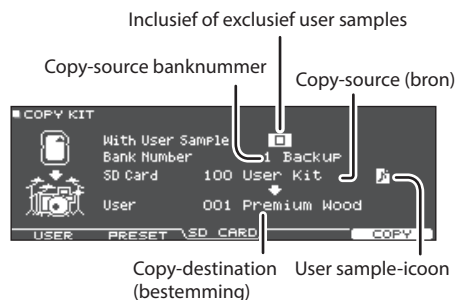 Inclusief of exclusief user samples
Copy-source banknummer
Copy-source (bron)
COPY KIT
With User Sample
Bank Number 1 Backup
SD Card 100 User Kit
User 001 Premium Wood
USER PRESET SD CARD COPY
Copy-destination
(bestemming)
User sample-icoon